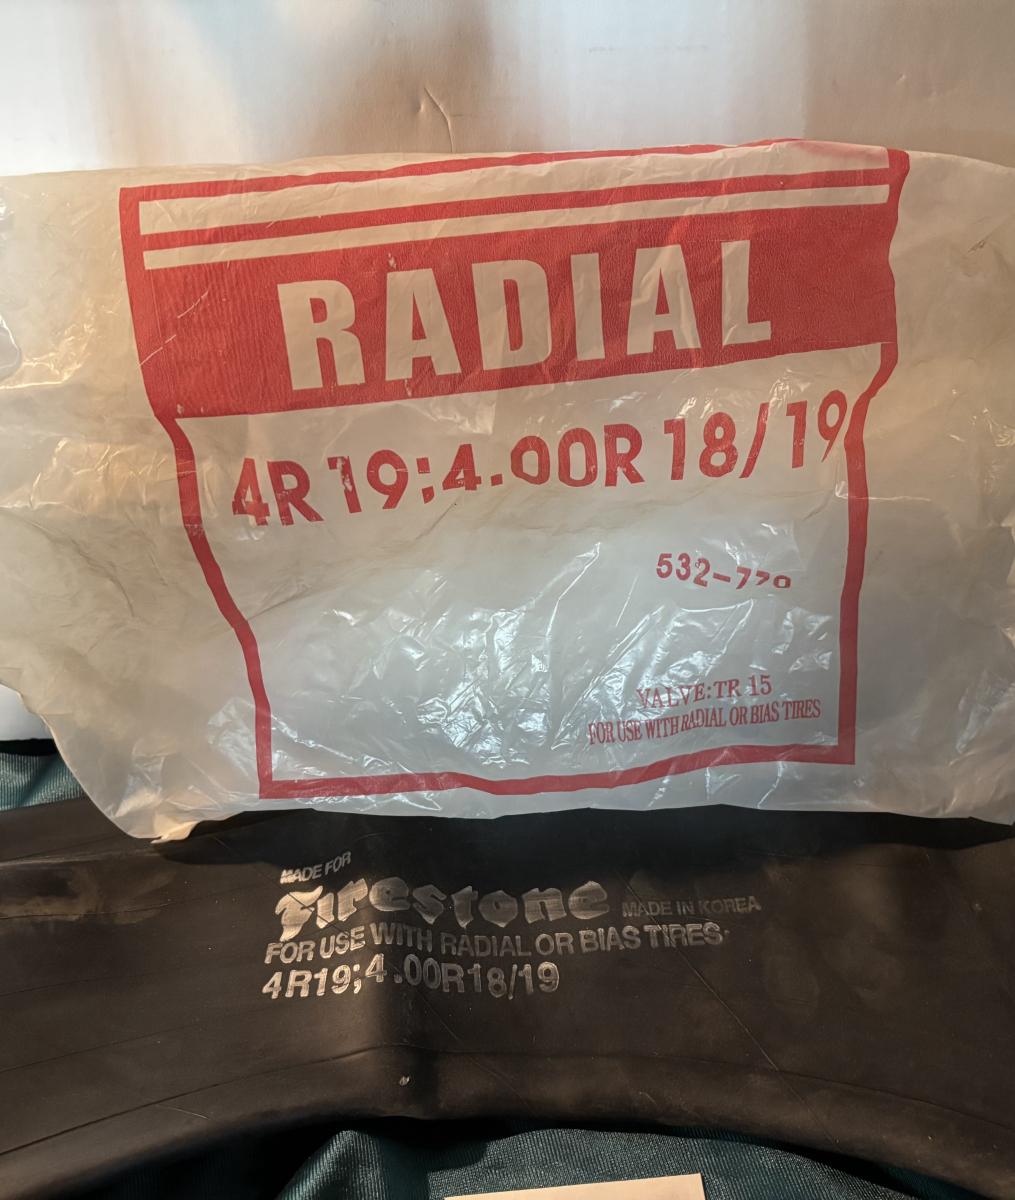 RADIAL
4R 19;4.00R 18/19
VALVE:TR 15
FOR USE WITH RADIAL OR BIAS TIRES
MADE FOR
Firestone MADE IN KOREA
FOR USE WITH RADIAL OR BIAS TIRES
4R19;4.00R18/19